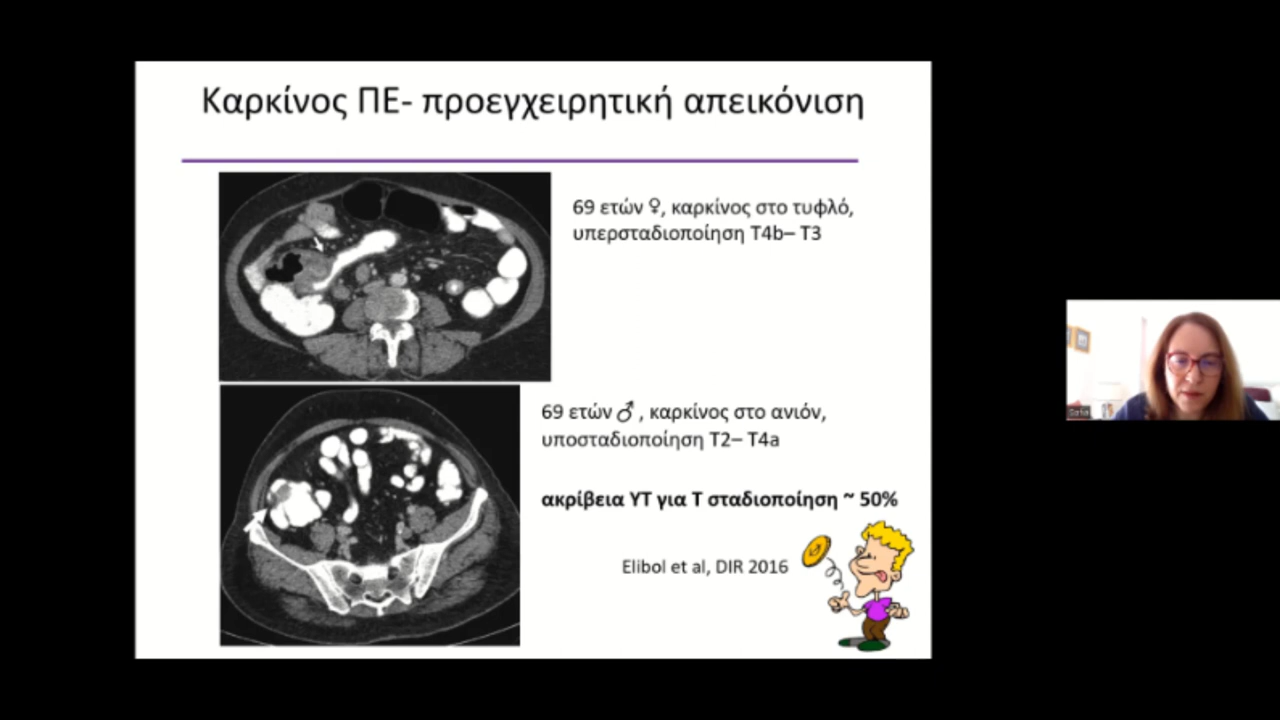 Καρκίνος ΠΕ- προεγχειρητική απεικόνιση
69 ετών ♀, καρκίνος στο τυφλό,
υπερσταδιοποίηση T4b– T3
69 ετών ♂ , καρκίνος στο ανιόν,
υποσταδιοποίηση T2– T4a
ακρίβεια ΥΤ για Τ σταδιοποίηση ~ 50%
Elibol et al, DIR 2016